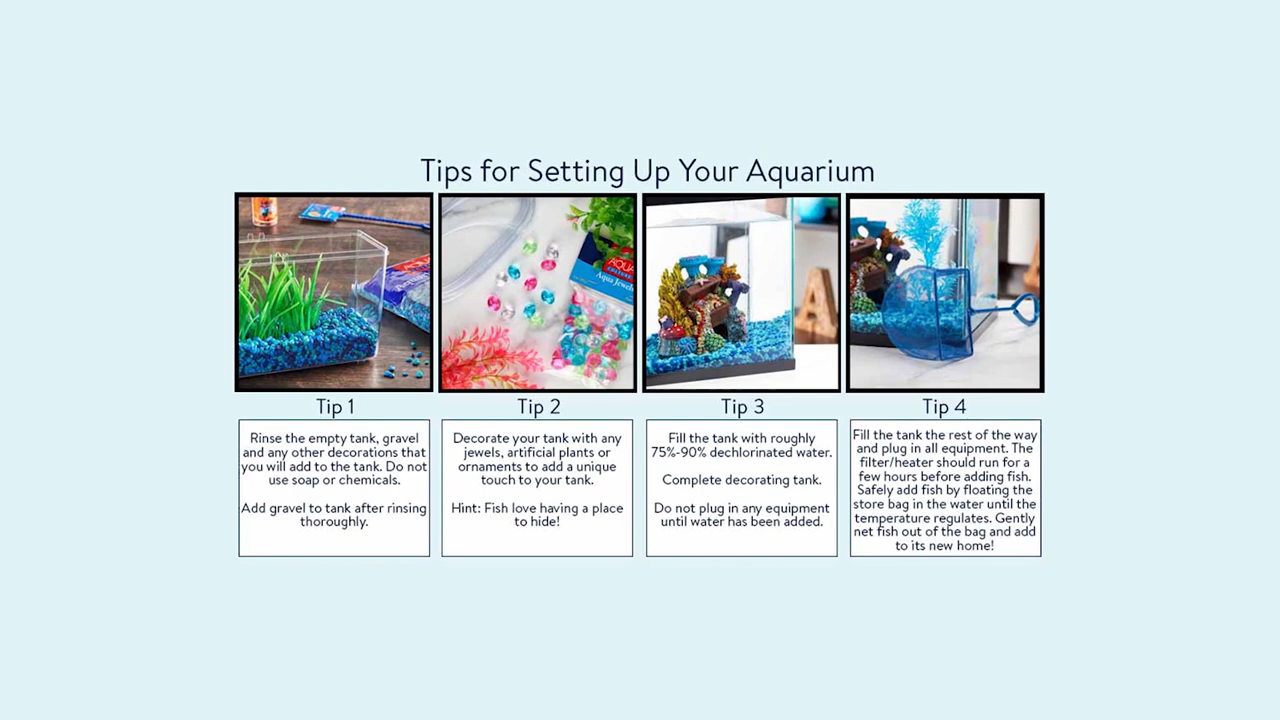 Tips for Setting Up Your Aquarium
AQUA
CULTURE
Aqua Jewels
Tip 1
Tip 2
Tip 3
Tip 4
Rinse the empty tank, gravel
and any other decorations that
you will add to the tank. Do not
use soap or chemicals.
Add gravel to tank after rinsing
thoroughly.
Decorate your tank with any
jewels, artificial plants or
ornaments to add a unique
touch to your tank.
Hint: Fish love having a place
to hide!
Fill the tank with roughly
75%-90% dechlorinated water.
Complete decorating tank.
Do not plug in any equipment
until water has been added.
Fill the tank the rest of the way
and plug in all equipment. The
filter/heater should run for a
few hours before adding fish.
Safely add fish by floating the
store bag in the water until the
temperature regulates. Gently
net fish out of the bag and add
to its new home!